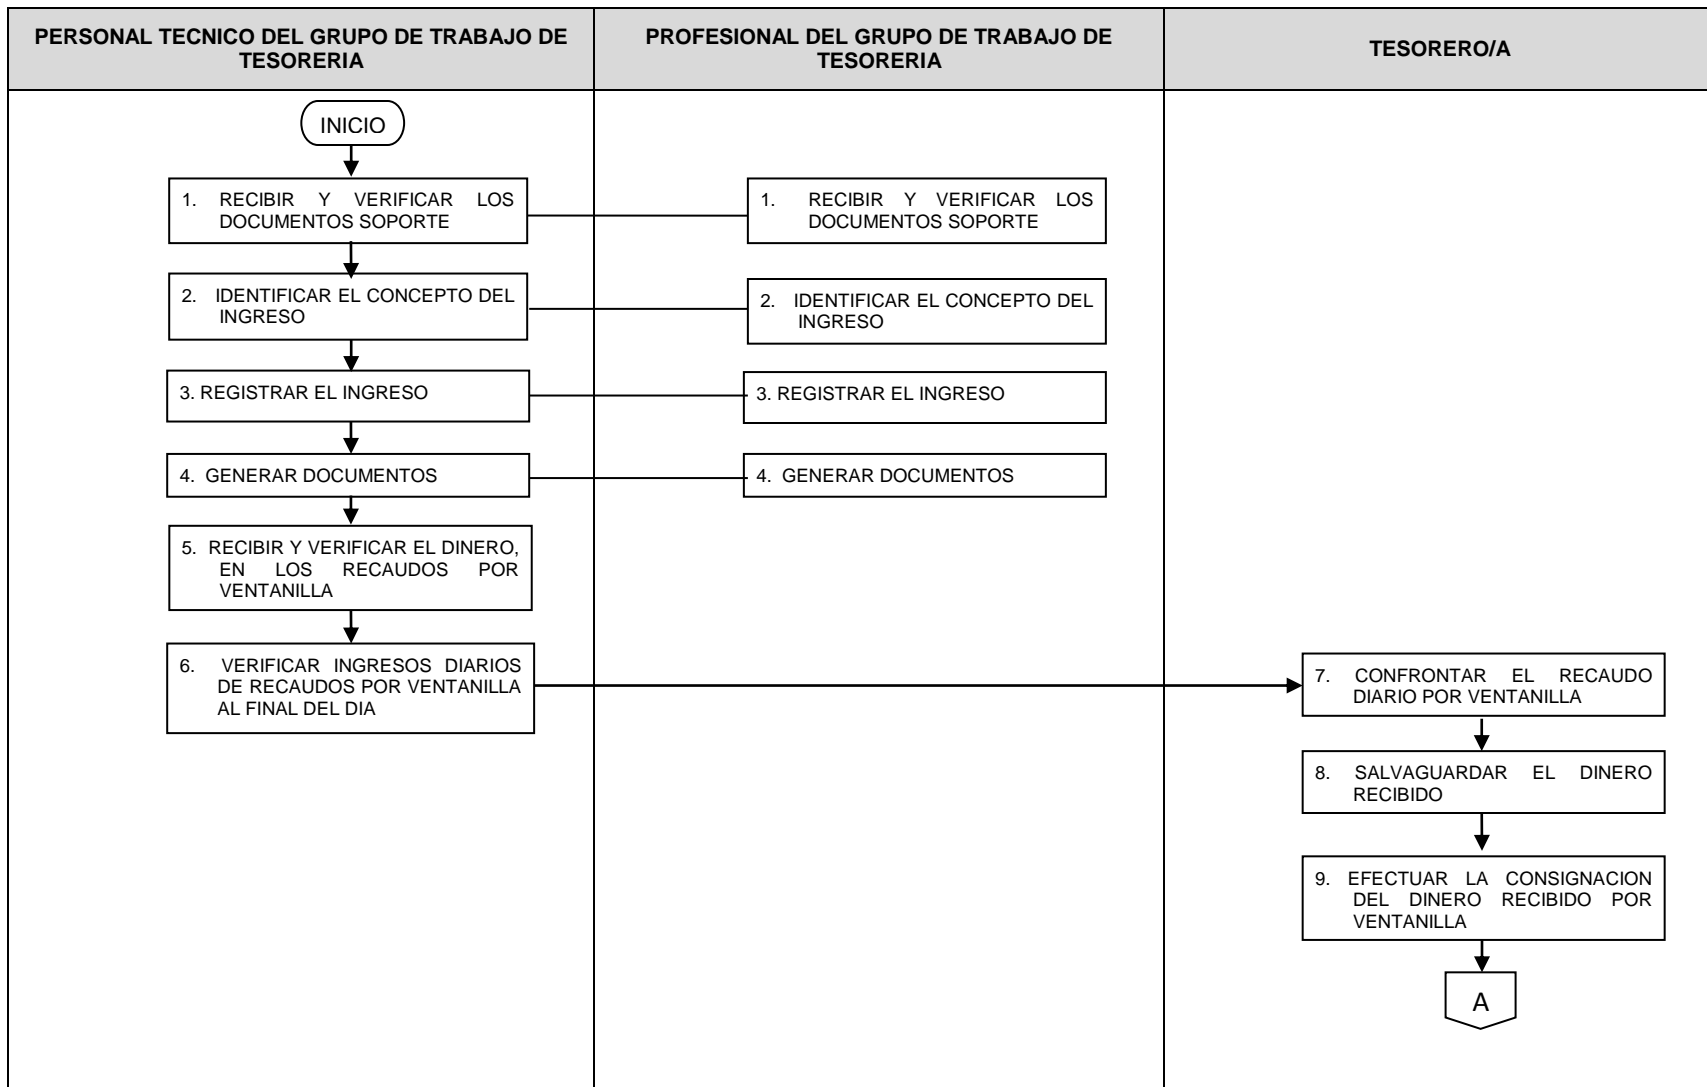 PERSONAL TECNICO DEL GRUPO DE TRABAJO DE
TESORERIA
PROFESIONAL DEL GRUPO DE TRABAJO DE
TESORERIA
TESORERO/A
INICIO
1. RECIBIR Y VERIFICAR LOS
DOCUMENTOS SOPORTE
1. RECIBIR Y VERIFICAR LOS
DOCUMENTOS SOPORTE
2. IDENTIFICAR EL CONCEPTO DEL
INGRESO
2. IDENTIFICAR EL CONCEPTO DEL
INGRESO
3. REGISTRAR EL INGRESO
3. REGISTRAR EL INGRESO
4. GENERAR DOCUMENTOS
4. GENERAR DOCUMENTOS
5. RECIBIR Y VERIFICAR EL DINERO,
EN LOS RECAUDOS POR
VENTANILLA
6. VERIFICAR INGRESOS DIARIOS
DE RECAUDOS POR VENTANILLA
AL FINAL DEL DIA
7. CONFRONTAR EL RECAUDO
DIARIO POR VENTANILLA
8. SALVAGUARDAR EL DINERO
RECIBIDO
9. EFECTUAR LA CONSIGNACION
DEL DINERO RECIBIDO POR
VENTANILLA
A